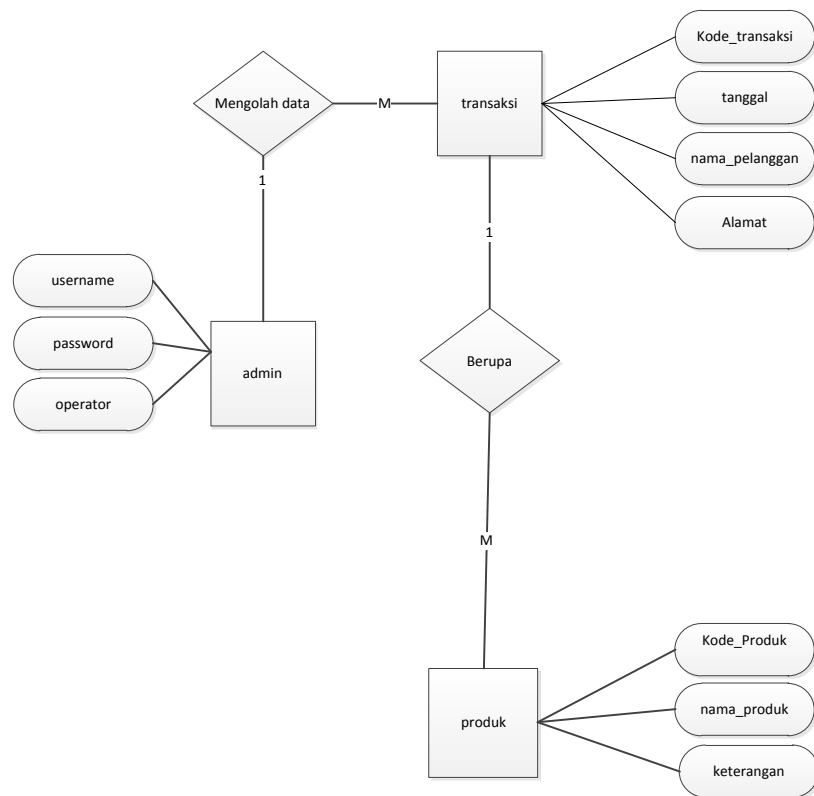 Kode_transaksi
Mengolah data
M
transaksi
tanggal
nama_pelanggan
1
Alamat
1
username
password
admin
operator
Berupa
M
Kode_Produk
nama_produk
produk
keterangan